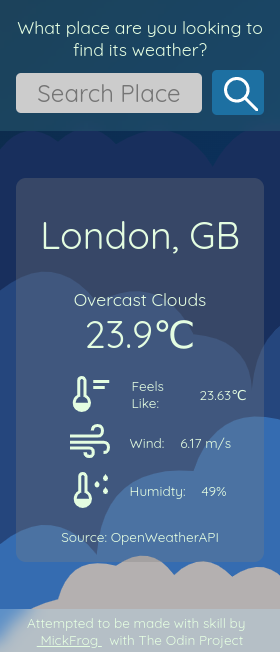 What place are you looking to
find its weather?
Search Place
London, GB
Overcast Clouds
23.9℃
Feels
Like:
23.63℃
Wind: 6.17 m/s
Humidty: 49%
Source: OpenWeatherAPI
Attempted to be made with skill by
MickFrog with The Odin Project